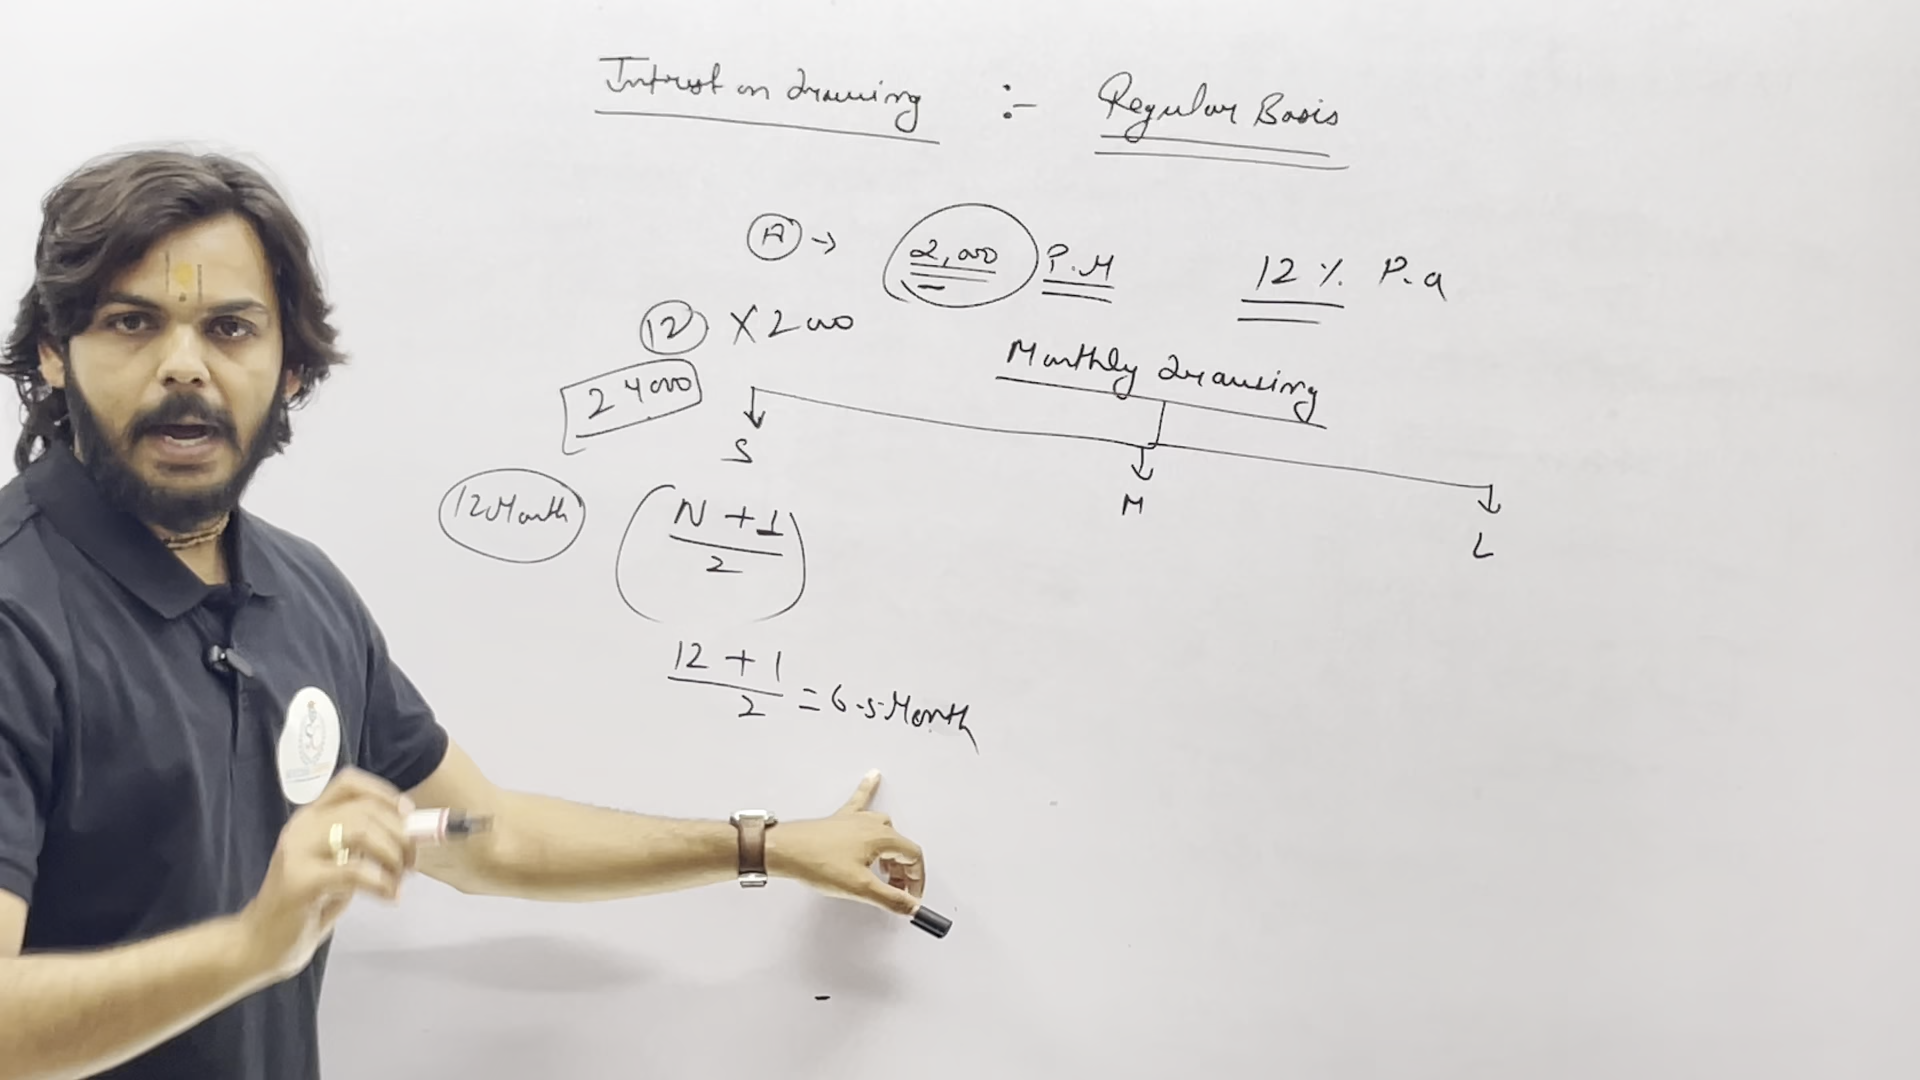 Interest on drawing :- Regular Basis
A → 2,000 P.M 12 % P.a
12 X 2000
24000
Monthly drawing
S M L
12 Month
( N + 1 / 2 )
12 + 1 / 2 = 6.5 Month